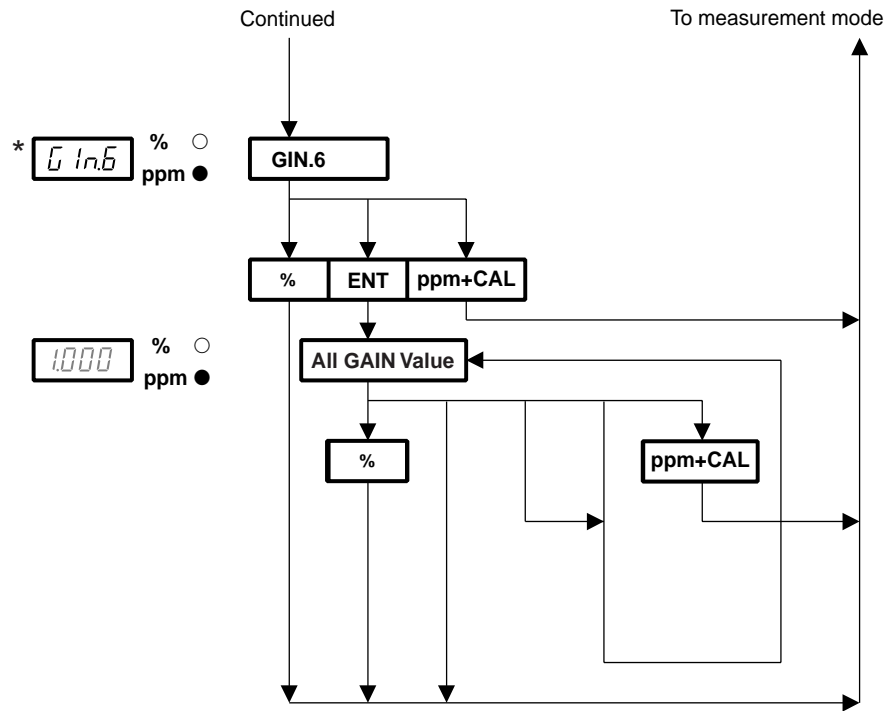 Continued
To measurement mode
* GIn.6 % ○
ppm ●
GIN.6
% ENT ppm+CAL
1.000 % ○
ppm ●
All GAIN Value
% ppm+CAL